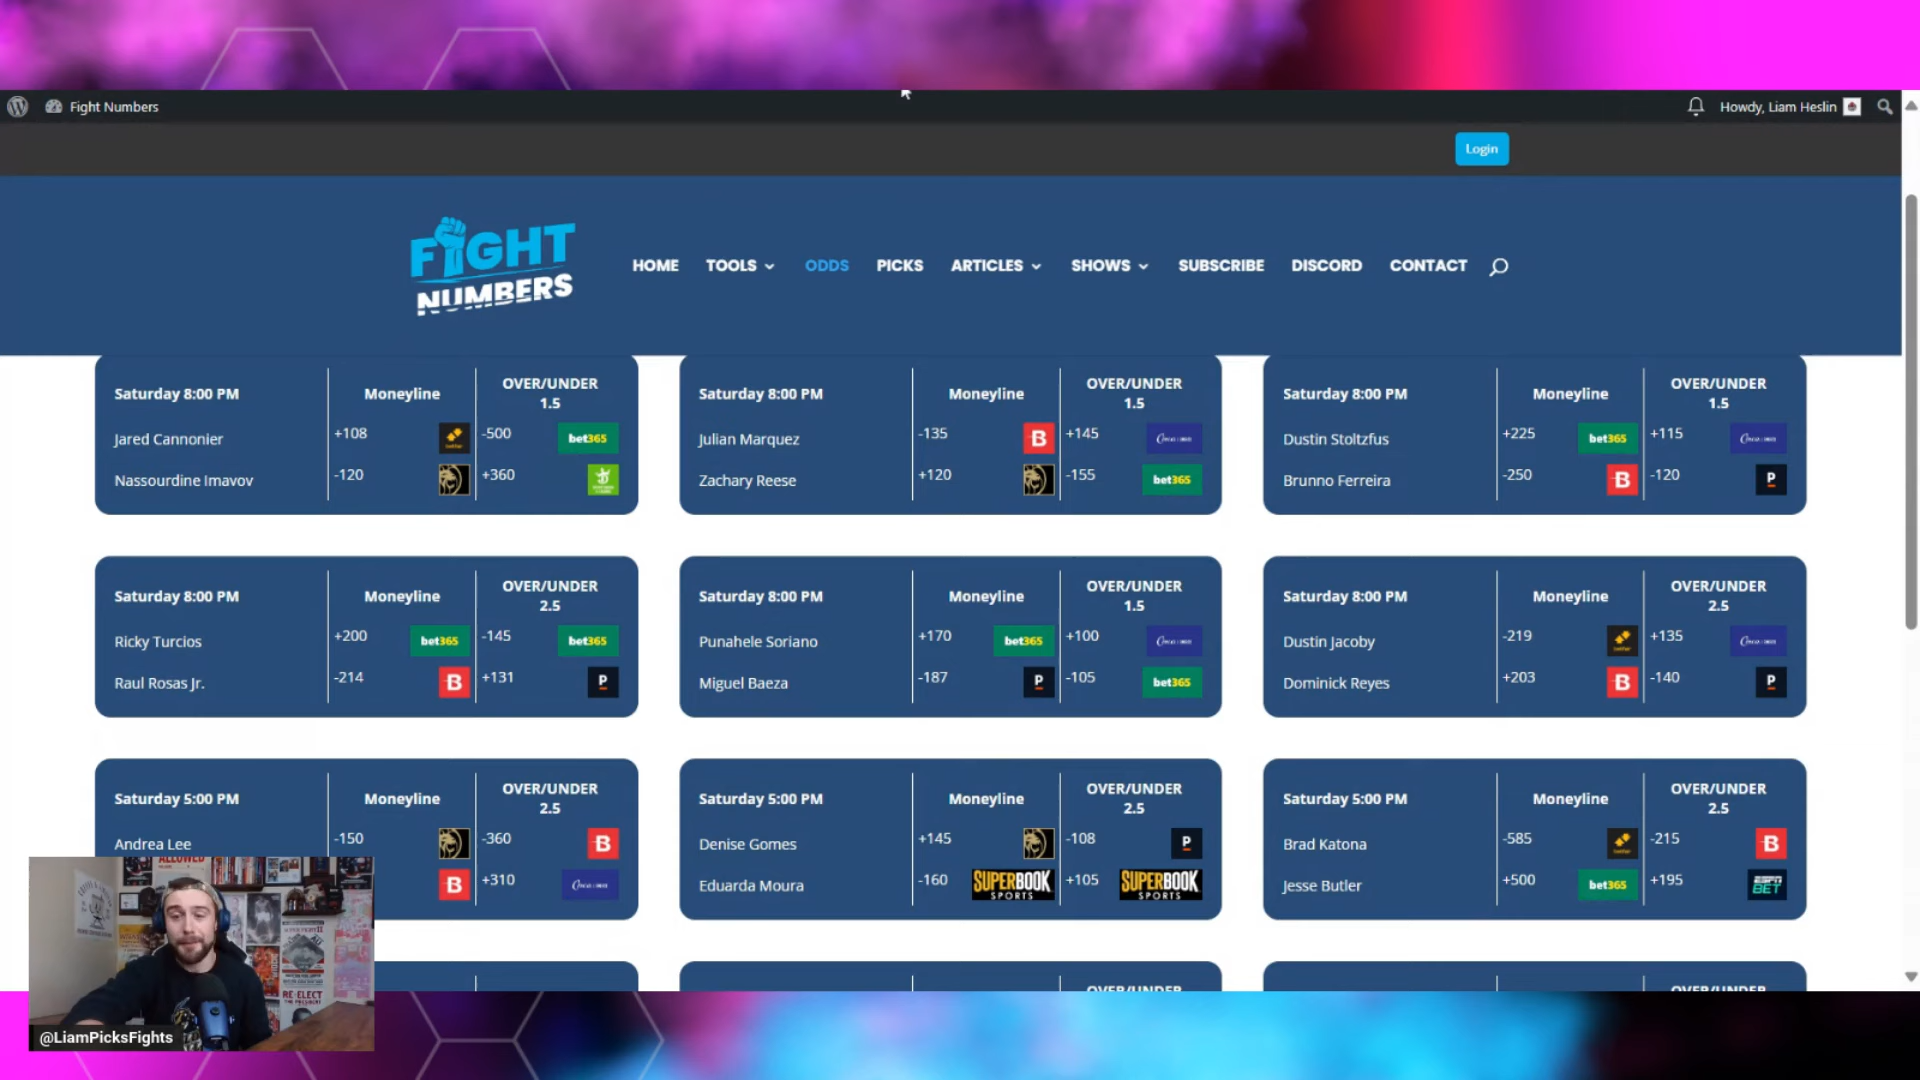 Fight Numbers
Howdy, Liam Heslin
Login
FIGHT
NUMBERS
HOME TOOLS ODDS PICKS ARTICLES SHOWS SUBSCRIBE DISCORD CONTACT
Saturday 8:00 PM Moneyline OVER/UNDER 1.5
Jared Cannonier +108 -500 bet365
Nassourdine Imavov -120 +360
Saturday 8:00 PM Moneyline OVER/UNDER 1.5
Julian Marquez -135 B +145
Zachary Reese +120 -155 bet365
Saturday 8:00 PM Moneyline OVER/UNDER 1.5
Dustin Stoltzfus +225 bet365 +115
Brunno Ferreira -250 B -120 P
Saturday 8:00 PM Moneyline OVER/UNDER 2.5
Ricky Turcios +200 bet365 -145 bet365
Raul Rosas Jr. -214 B +131 P
Saturday 8:00 PM Moneyline OVER/UNDER 1.5
Punahele Soriano +170 bet365 +100
Miguel Baeza -187 P -105 bet365
Saturday 8:00 PM Moneyline OVER/UNDER 2.5
Dustin Jacoby -219 +135
Dominick Reyes +203 B -140 P
Saturday 5:00 PM Moneyline OVER/UNDER 2.5
Andrea Lee -150 -360 B
B +310
Saturday 5:00 PM Moneyline OVER/UNDER 2.5
Denise Gomes +145 -108 P
Eduarda Moura -160 SUPERBOOK SPORTS +105 SUPERBOOK SPORTS
Saturday 5:00 PM Moneyline OVER/UNDER 2.5
Brad Katona -585 -215 B
Jesse Butler +500 bet365 +195 ESPN BET
OVER/UNDER
OVER/UNDER
ALLOWED
RE-ELECT
@LiamPicksFights